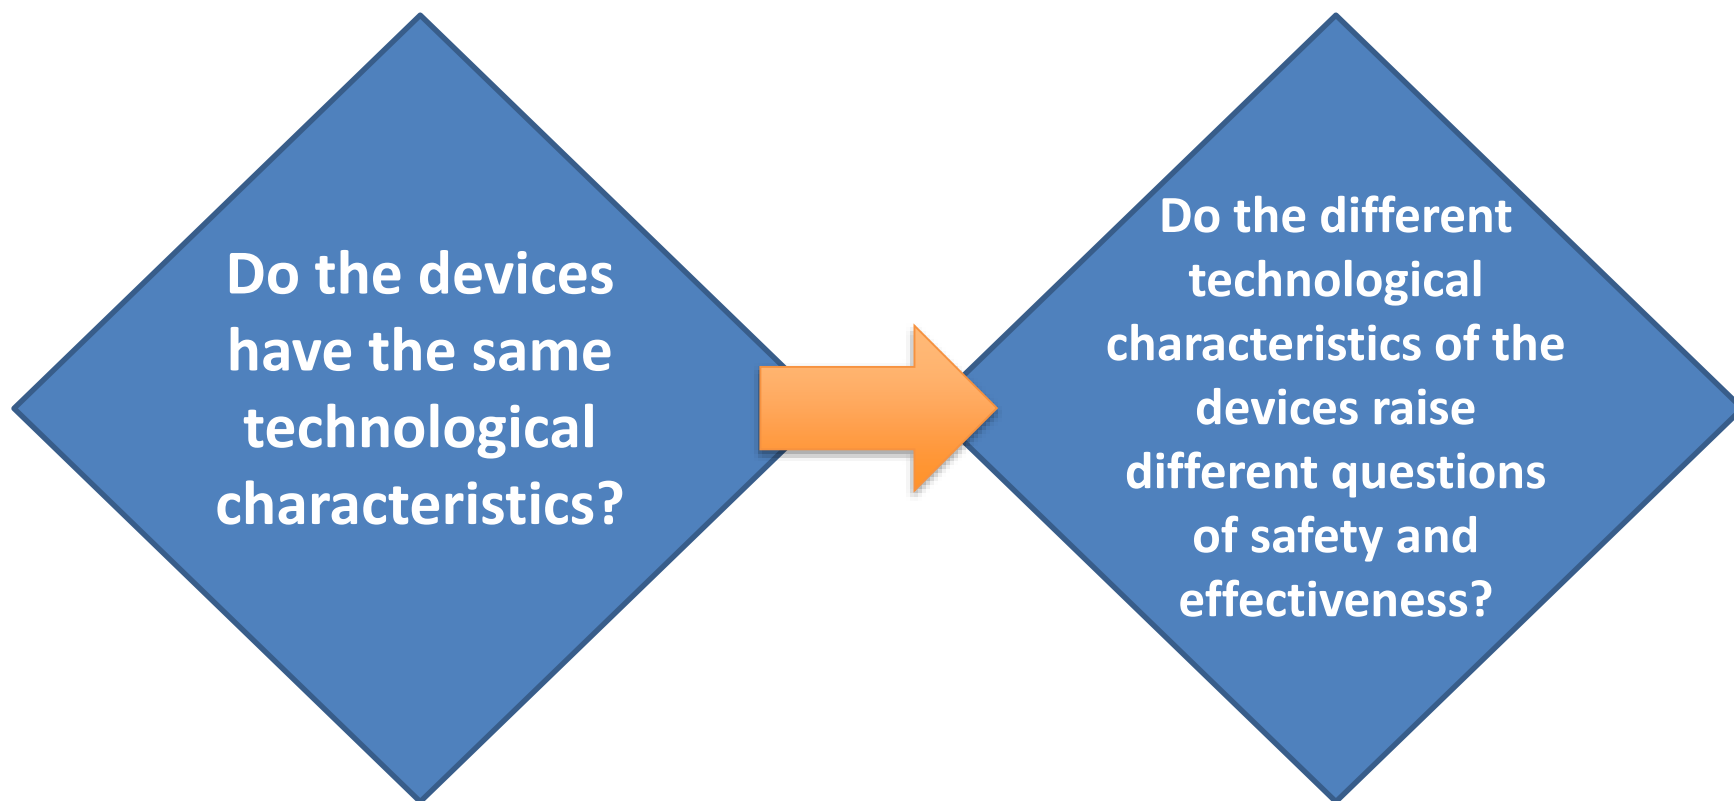 Do the devices
have the same
technological
characteristics?
Do the different
technological
characteristics of the
devices raise
different questions
of safety and
effectiveness?